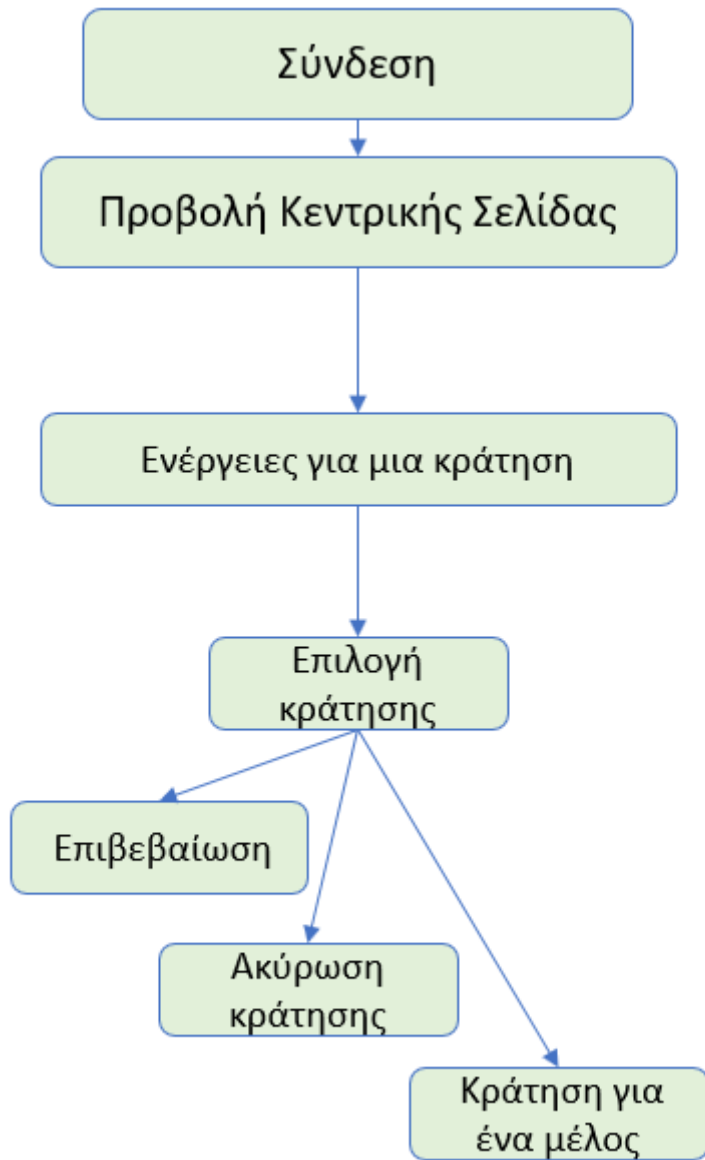 Σύνδεση
Προβολή Κεντρικής Σελίδας
Ενέργειες για μια κράτηση
Επιλογή
κράτησης
Επιβεβαίωση
Ακύρωση
κράτησης
Κράτηση για
ένα μέλος